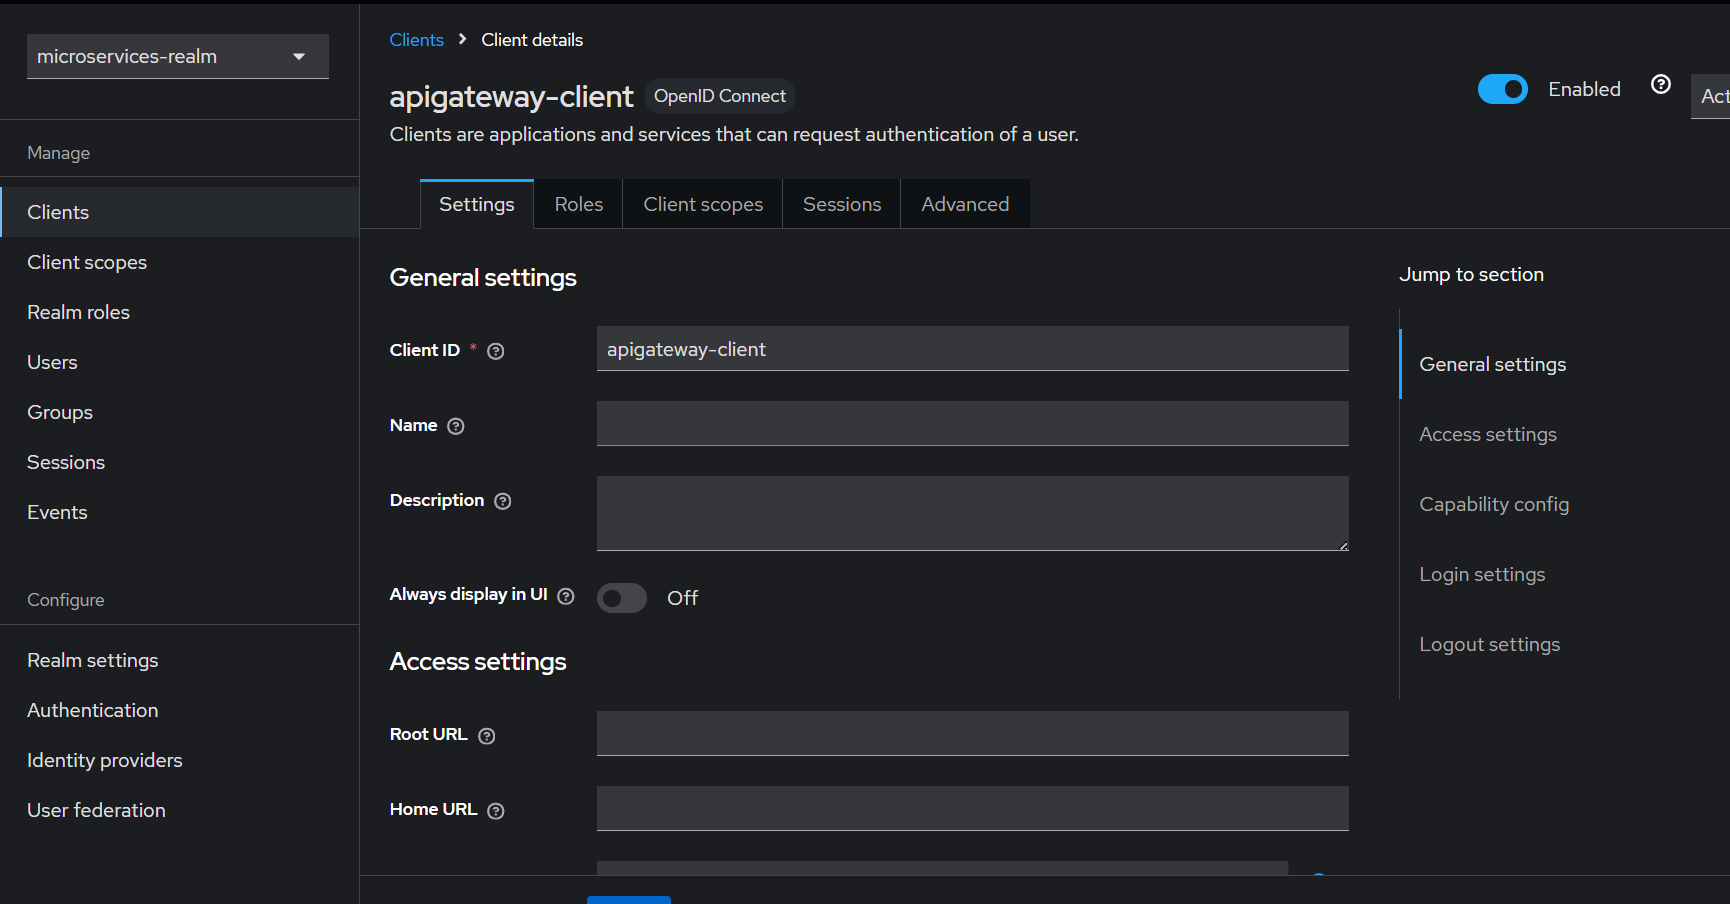 microservices-realm
Manage
Clients
Client scopes
Realm roles
Users
Groups
Sessions
Events
Configure
Realm settings
Authentication
Identity providers
User federation
Clients > Client details
apigateway-client OpenID Connect
Enabled
Act
Clients are applications and services that can request authentication of a user.
Settings Roles Client scopes Sessions Advanced
General settings
Client ID * apigateway-client
Name
Description
Always display in UI Off
Access settings
Root URL
Home URL
Jump to section
General settings
Access settings
Capability config
Login settings
Logout settings